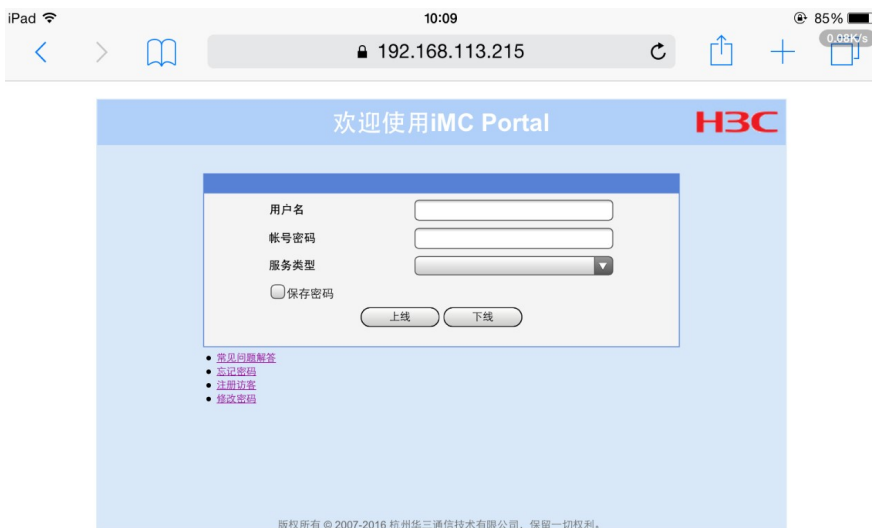 iPad 10:09 85%
192.168.113.215
0.08K/s
欢迎使用iMC Portal H3C
用户名
帐号密码
服务类型
保存密码
上线 下线
常见问题解答
忘记密码
注册访客
修改密码
版权所有 © 2007-2016 杭州华三通信技术有限公司，保留一切权利。